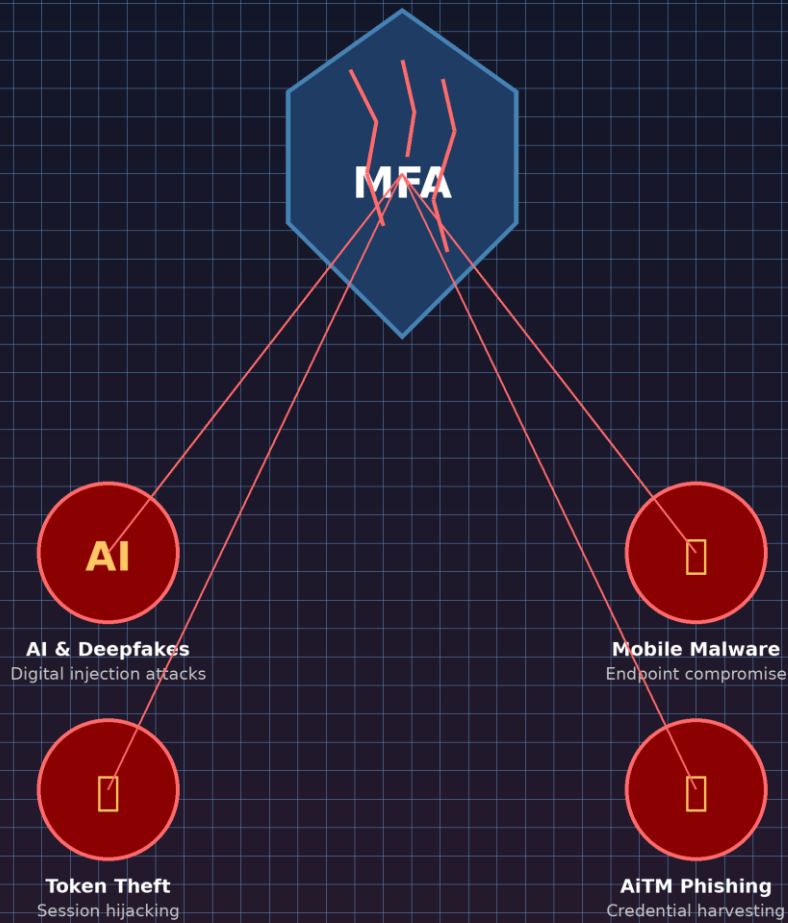 MFA
AI
AI & Deepfakes
Digital injection attacks
Mobile Malware
Endpoint compromise
Token Theft
Session hijacking
AiTM Phishing
Credential harvesting